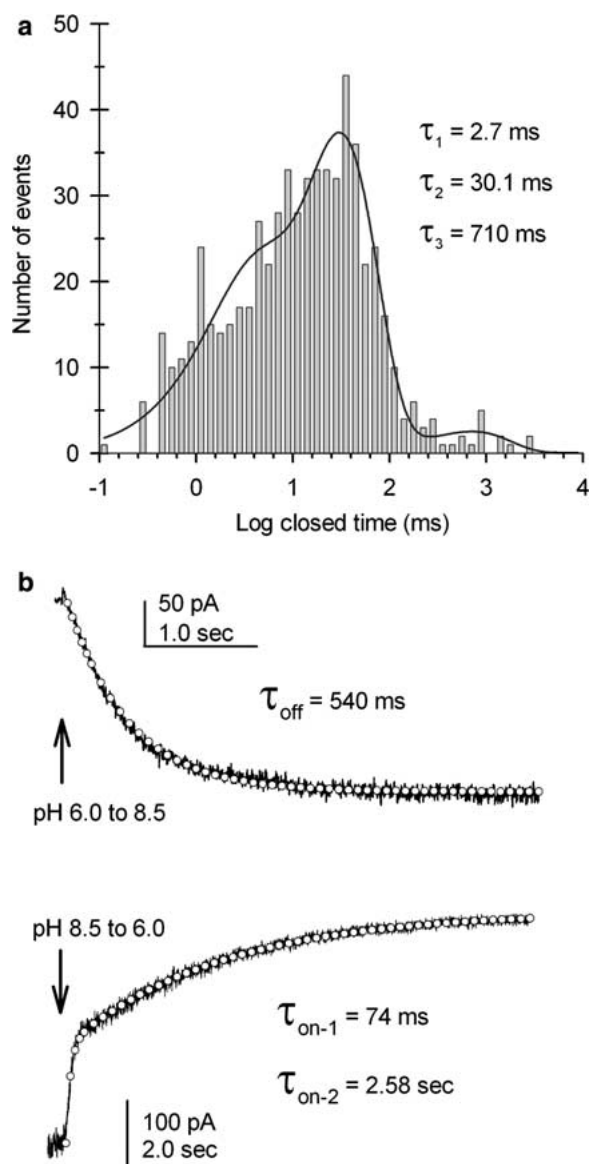 a
50
40
30
20
10
0
Number of events
-1 0 1 2 3 4
Log closed time (ms)
τ1 = 2.7 ms
τ2 = 30.1 ms
τ3 = 710 ms
b
50 pA
1.0 sec
τoff = 540 ms
pH 6.0 to 8.5
pH 8.5 to 6.0
τon-1 = 74 ms
τon-2 = 2.58 sec
100 pA
2.0 sec